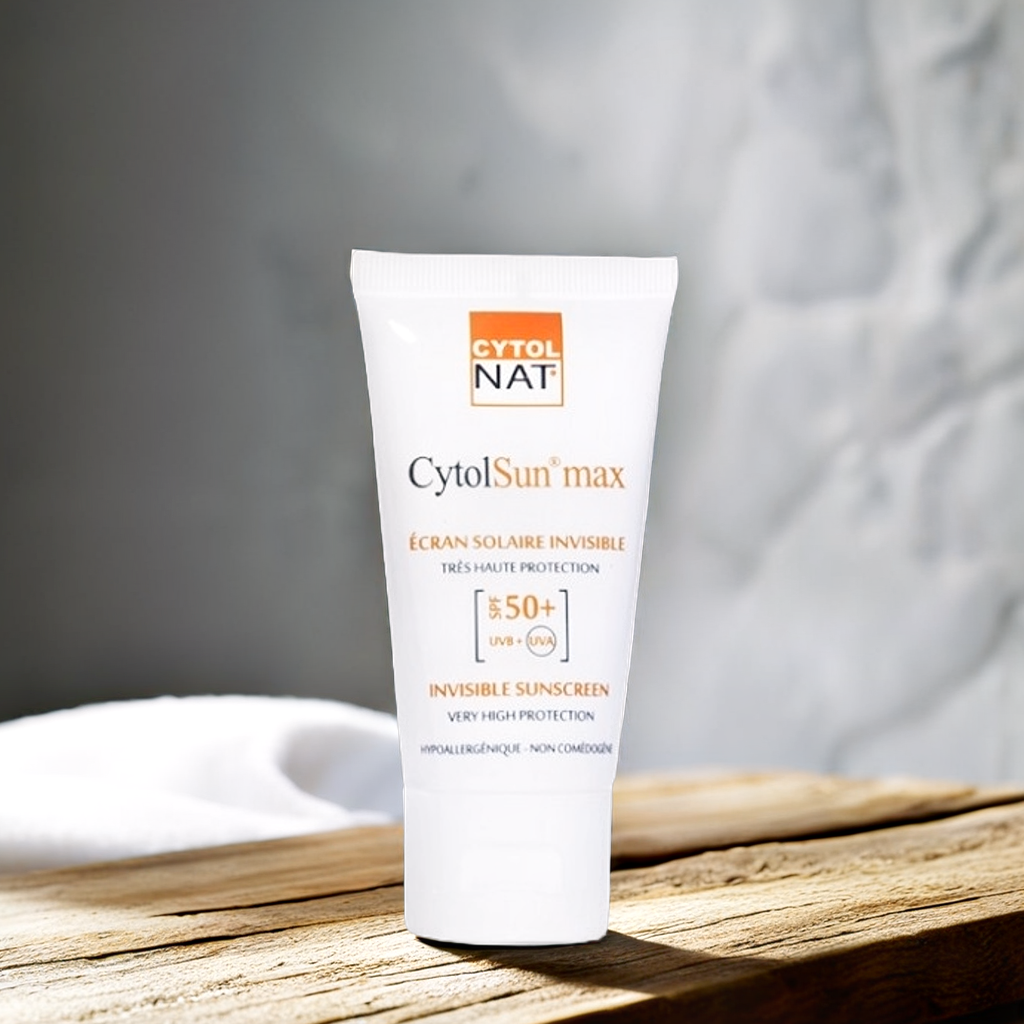 CYTOL
NAT®
CytolSun® max
ÉCRAN SOLAIRE INVISIBLE
TRÈS HAUTE PROTECTION
SPF 50+
UVB + UVA
INVISIBLE SUNSCREEN
VERY HIGH PROTECTION
HYPOALLERGÉNIQUE - NON COMÉDOGÈNE